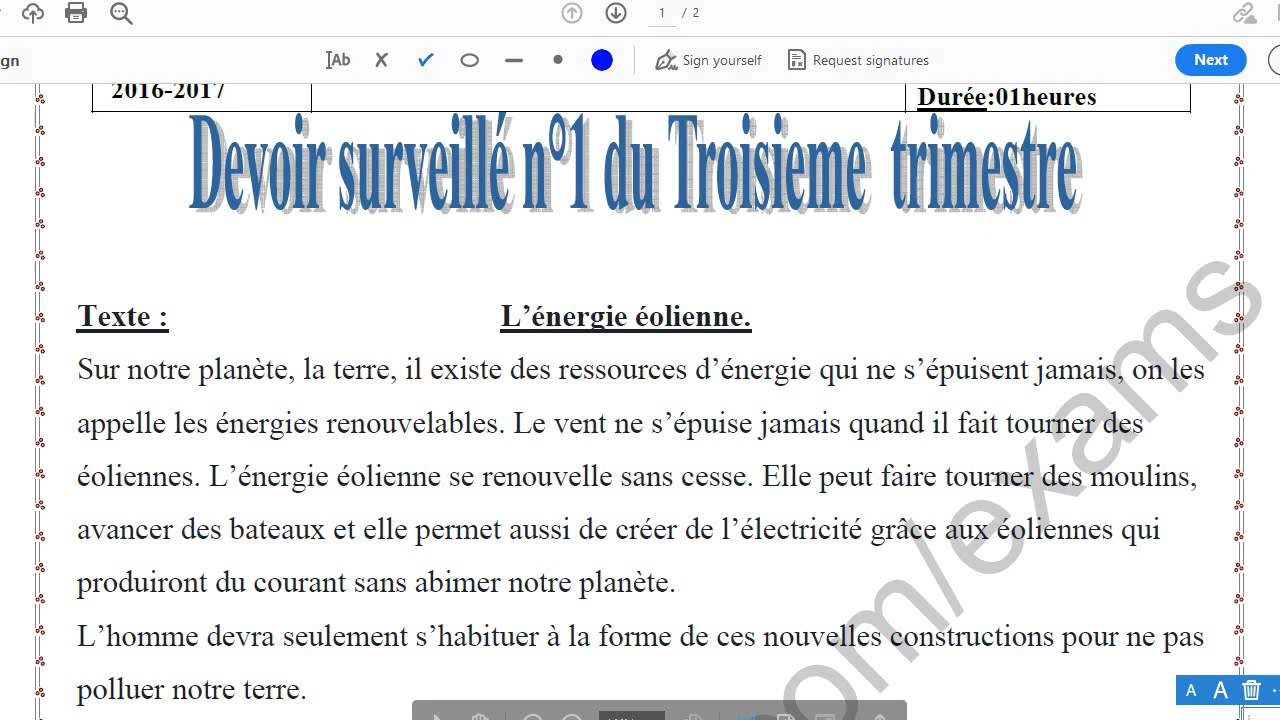 1 / 2
gn
Ab
Sign yourself
Request signatures
Next
2016-2017
Durée:01heures
Devoir surveillé n°1 du Troisieme trimestre
Texte :
L’énergie éolienne.
Sur notre planète, la terre, il existe des ressources d’énergie qui ne s’épuisent jamais, on les
appelle les énergies renouvelables. Le vent ne s’épuise jamais quand il fait tourner des
éoliennes. L’énergie éolienne se renouvelle sans cesse. Elle peut faire tourner des moulins,
avancer des bateaux et elle permet aussi de créer de l’électricité grâce aux éoliennes qui
produiront du courant sans abimer notre planète.
L’homme devra seulement s’habituer à la forme de ces nouvelles constructions pour ne pas
polluer notre terre.
om/exams
A A